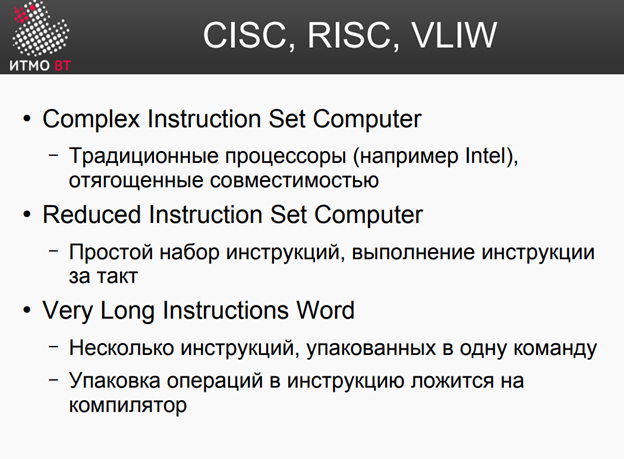 CISC, RISC, VLIW
ИТМО ВТ
• Complex Instruction Set Computer
– Традиционные процессоры (например Intel),
отягощенные совместимостью
• Reduced Instruction Set Computer
– Простой набор инструкций, выполнение инструкции
за такт
• Very Long Instructions Word
– Несколько инструкций, упакованных в одну команду
– Упаковка операций в инструкцию ложится на
компилятор